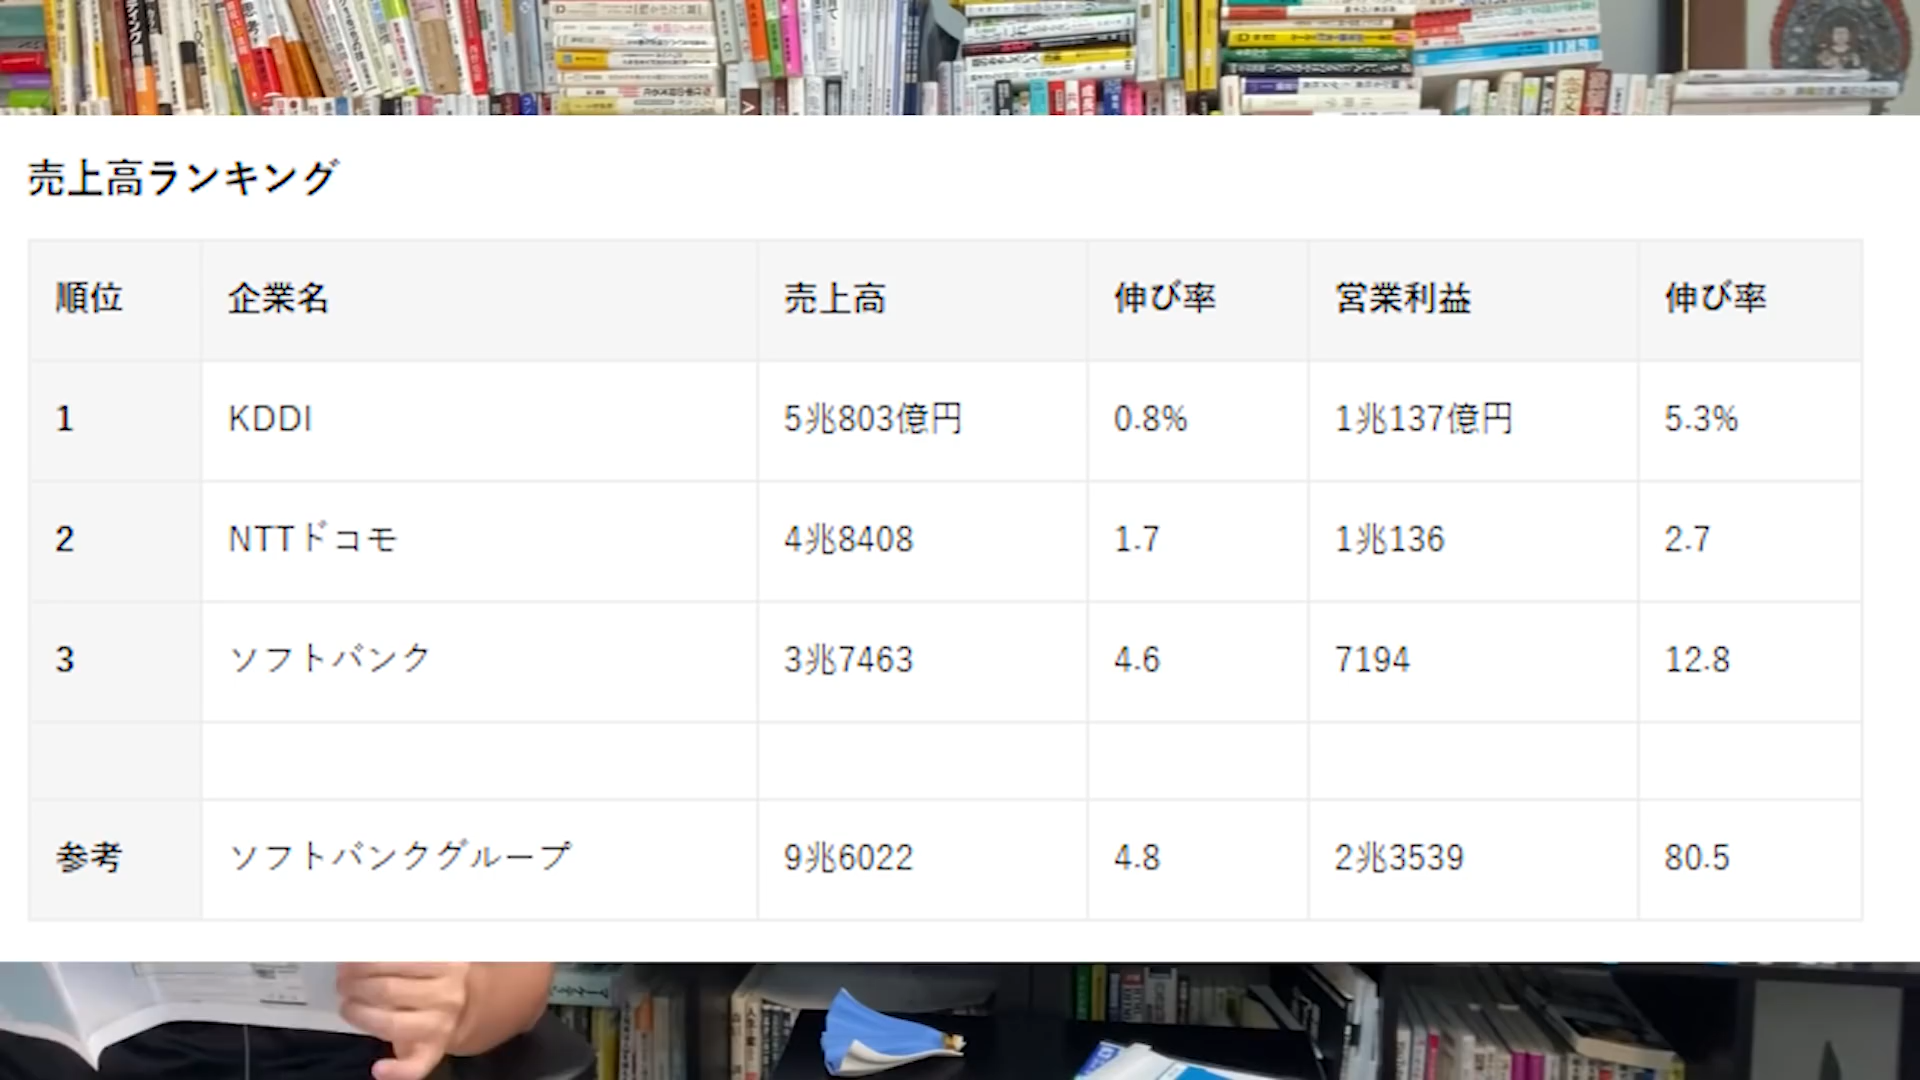 売上高ランキング
順位 企業名 売上高 伸び率 営業利益 伸び率
1 KDDI 5兆803億円 0.8% 1兆137億円 5.3%
2 NTTドコモ 4兆8408 1.7 1兆136 2.7
3 ソフトバンク 3兆7463 4.6 7194 12.8
参考 ソフトバンクグループ 9兆6022 4.8 2兆3539 80.5